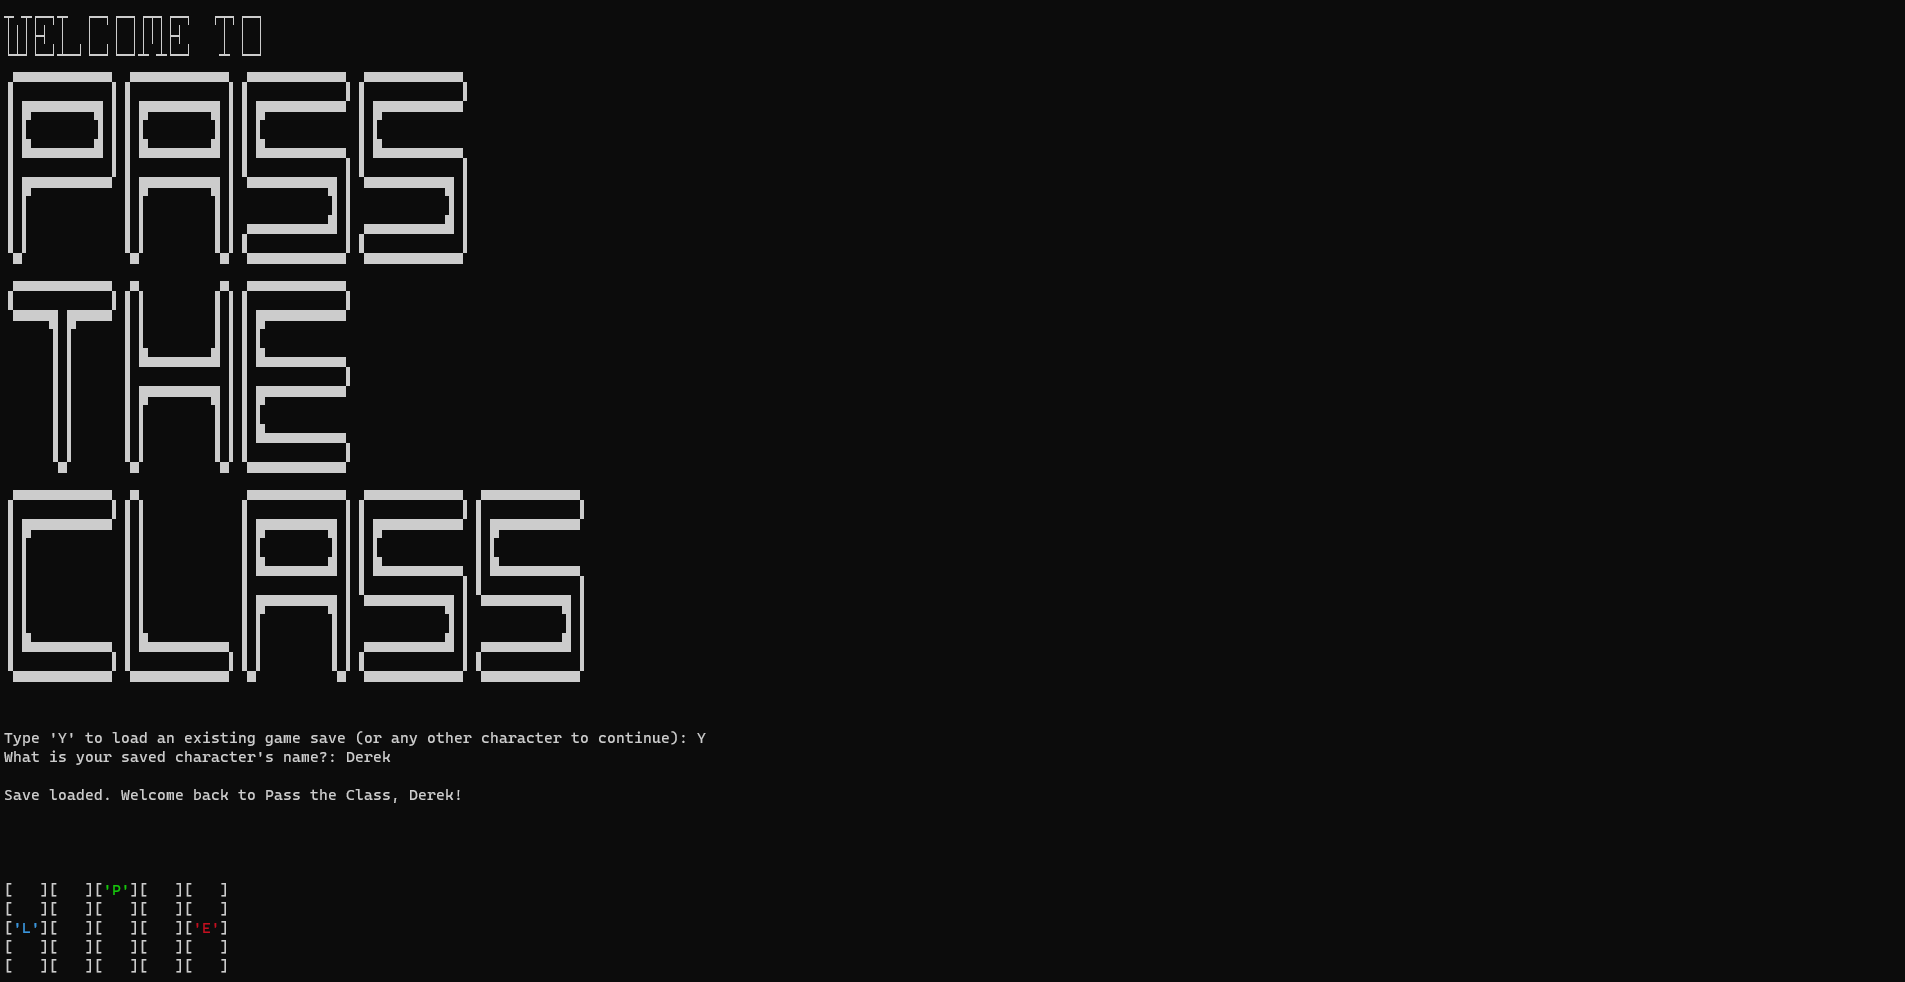 WELCOME TO
PASS
THE
CLASS
Type 'Y' to load an existing game save (or any other character to continue): Y
What is your saved character's name?: Derek
Save loaded. Welcome back to Pass the Class, Derek!
[   ][   ]['P'][   ][   ]
[   ][   ][   ][   ][   ]
['L'][   ][   ][   ]['E']
[   ][   ][   ][   ][   ]
[   ][   ][   ][   ][   ]